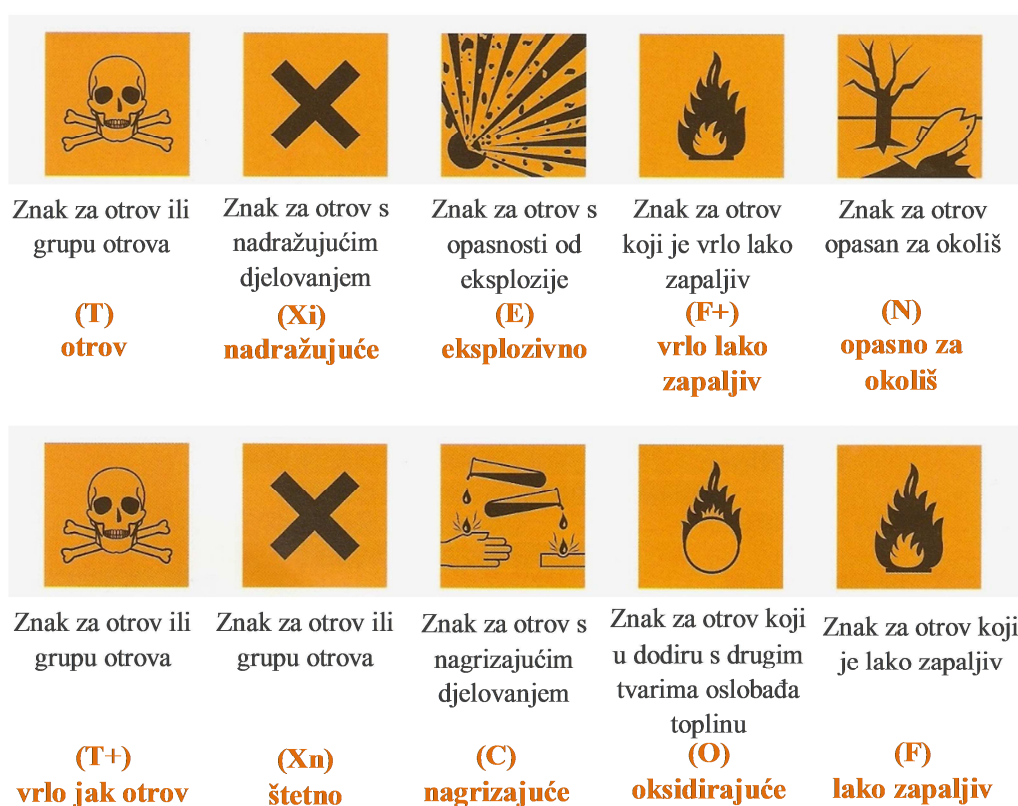 Znak za otrov ili
grupu otrova
(T)
otrov
Znak za otrov s
nadražujućim
djelovanjem
(Xi)
nadražujuće
Znak za otrov s
opasnosti od
eksplozije
(E)
eksplozivno
Znak za otrov
koji je vrlo lako
zapaljiv
(F+)
vrlo lako
zapaljiv
Znak za otrov
opasan za okoliš
(N)
opasno za
okoliš
Znak za otrov ili
grupu otrova
(T+)
vrlo jak otrov
Znak za otrov ili
grupu otrova
(Xn)
štetno
Znak za otrov s
nagrizajućim
djelovanjem
(C)
nagrizajuće
Znak za otrov koji
u dodiru s drugim
tvarima oslobađa
toplinu
(O)
oksidirajuće
Znak za otrov koji
je lako zapaljiv
(F)
lako zapaljiv